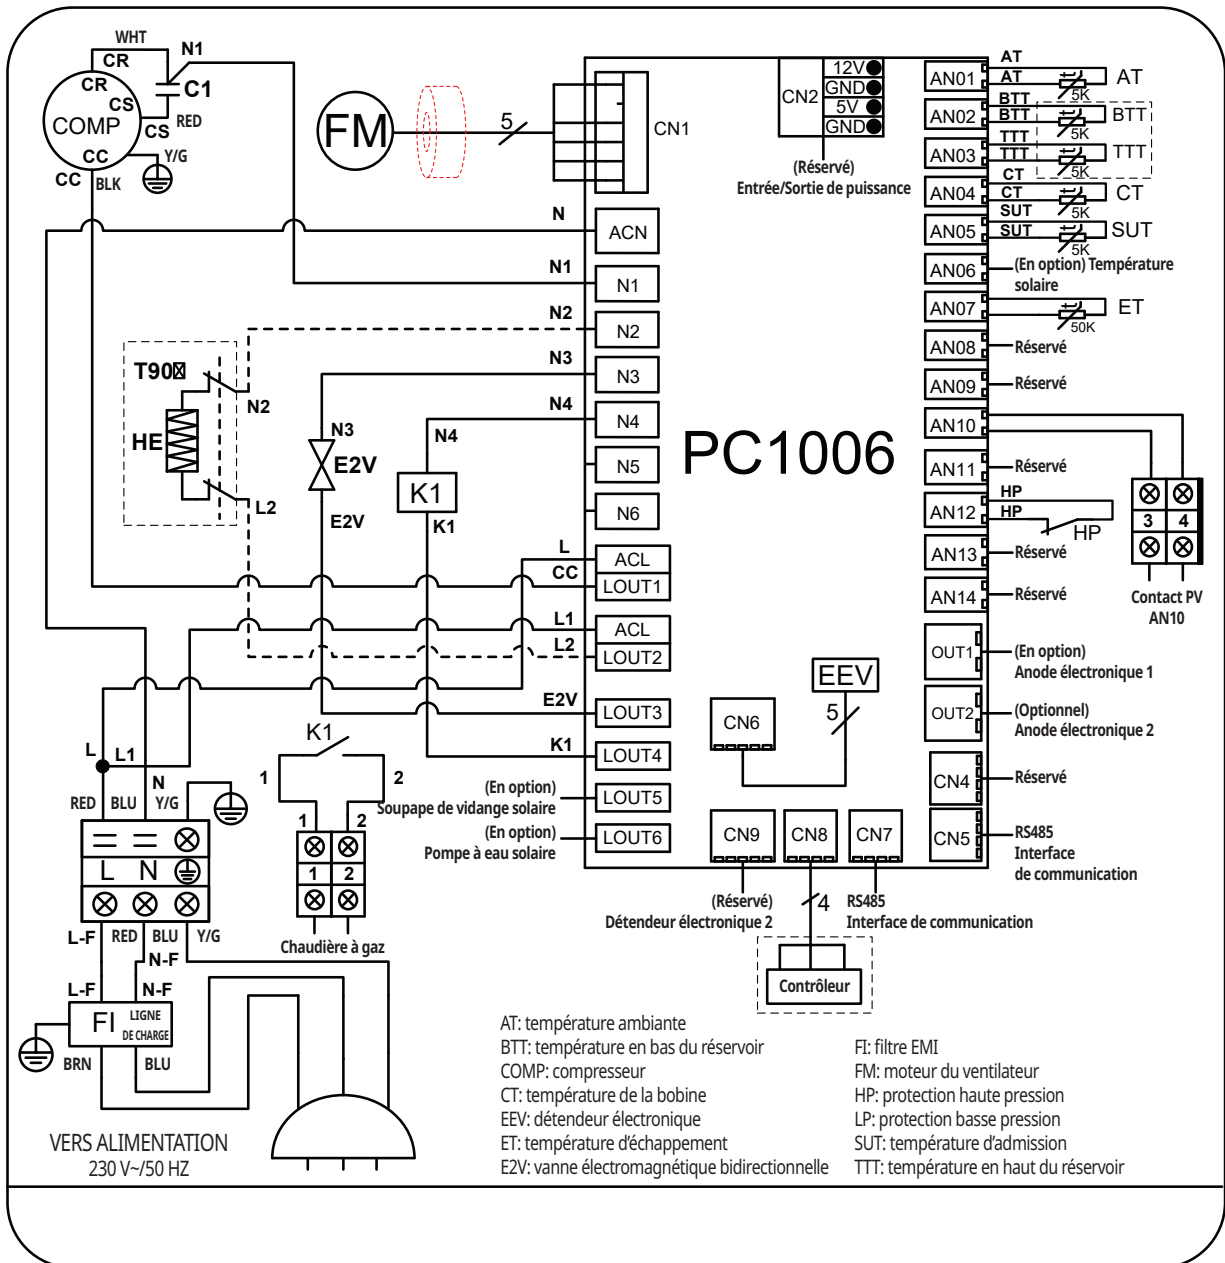 WHT
CR
CR
CS
COMP
CS
CC
CC
BLK
N1
C1
RED
Y/G
FM
5
CN1
CN2
12V
GND
5V
GND
(Réservé)
Entrée/Sortie de puissance
PC1006
N
ACN
N1
N1
N2
N2
N3
N3
N4
N4
N5
N6
L
ACL
CC
LOUT1
L1
ACL
L2
LOUT2
E2V
LOUT3
K1
LOUT4
(En option)
Soupape de vidange solaire
LOUT5
(En option)
Pompe à eau solaire
LOUT6
T90
N2
HE
L2
N3
E2V
E2V
N4
K1
K1
AN01
AT
AT
5K
AT
AN02
BTT
BTT
5K
BTT
AN03
TTT
TTT
5K
TTT
AN04
CT
CT
5K
CT
AN05
SUT
SUT
5K
SUT
AN06
(En option) Température
solaire
AN07
50K
ET
AN08
Réservé
AN09
Réservé
AN10
AN11
Réservé
AN12
HP
HP
HP
AN13
Réservé
AN14
Réservé
3 4
Contact PV
AN10
OUT1
(En option)
Anode électronique 1
OUT2
(Optionnel)
Anode électronique 2
CN4
Réservé
CN5
RS485
Interface
de communication
EEV
5
CN6
CN9
CN8
CN7
(Réservé)
Détendeur électronique 2
4
RS485
Interface de communication
Contrôleur
L
L1
N
RED
BLU
Y/G
L N
L-F
RED
BLU
Y/G
N-F
L-F
N-F
FI
LIGNE
DE CHARGE
BRN
BLU
K1
1
2
1
2
1 2
Chaudière à gaz
VERS ALIMENTATION
230 V~/50 HZ
AT: température ambiante
BTT: température en bas du réservoir
COMP: compresseur
CT: température de la bobine
EEV: détendeur électronique
ET: température d'échappement
E2V: vanne électromagnétique bidirectionnelle
FI: filtre EMI
FM: moteur du ventilateur
HP: protection haute pression
LP: protection basse pression
SUT: température d'admission
TTT: température en haut du réservoir